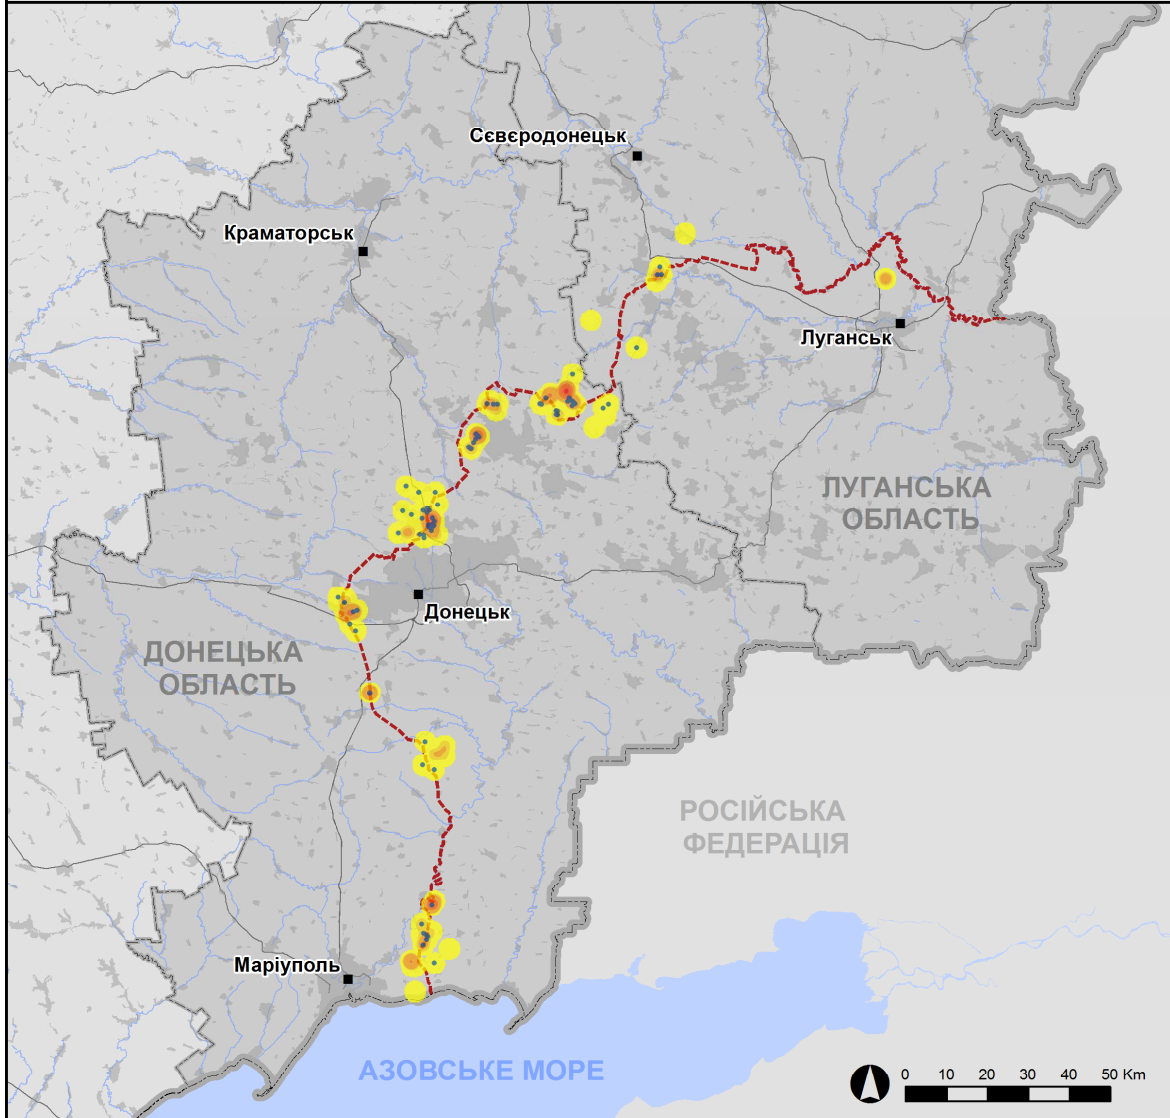 Сєвєродонецьк
Краматорськ
Луганськ
ЛУГАНСЬКА
ОБЛАСТЬ
Донецьк
ДОНЕЦЬКА
ОБЛАСТЬ
РОСІЙСЬКА
ФЕДЕРАЦІЯ
Маріуполь
АЗОВСЬКЕ МОРЕ
0 10 20 30 40 50 Km